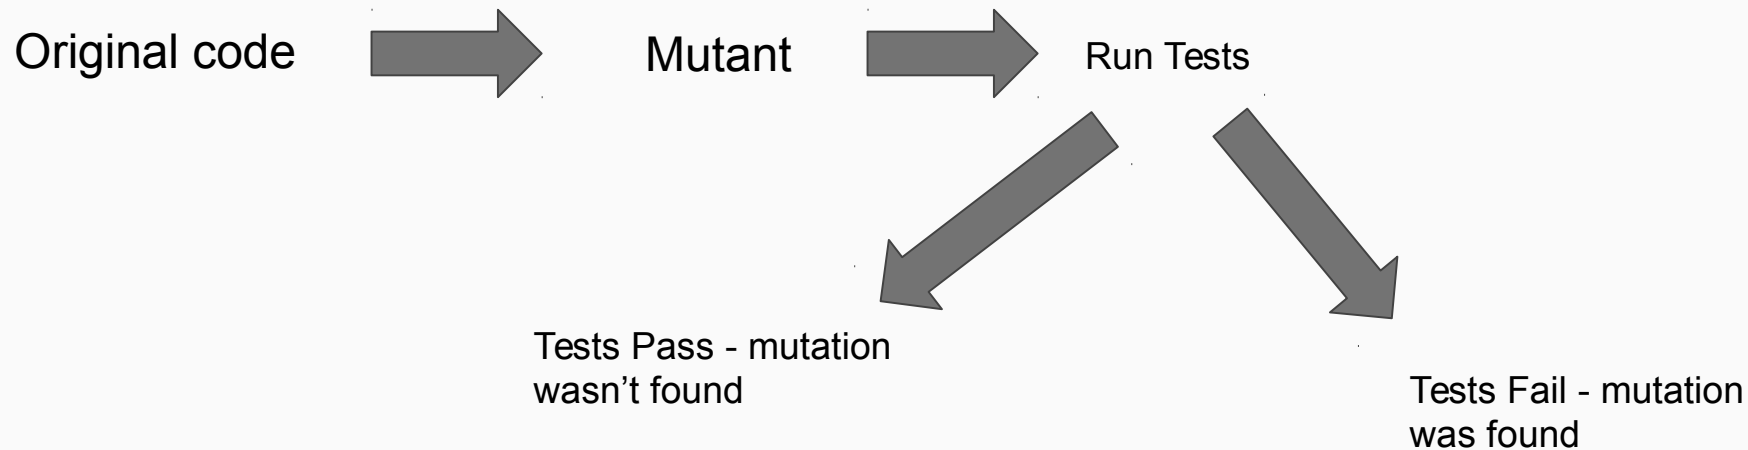 Original code
Mutant
Run Tests
Tests Pass - mutation
wasn’t found
Tests Fail - mutation
was found